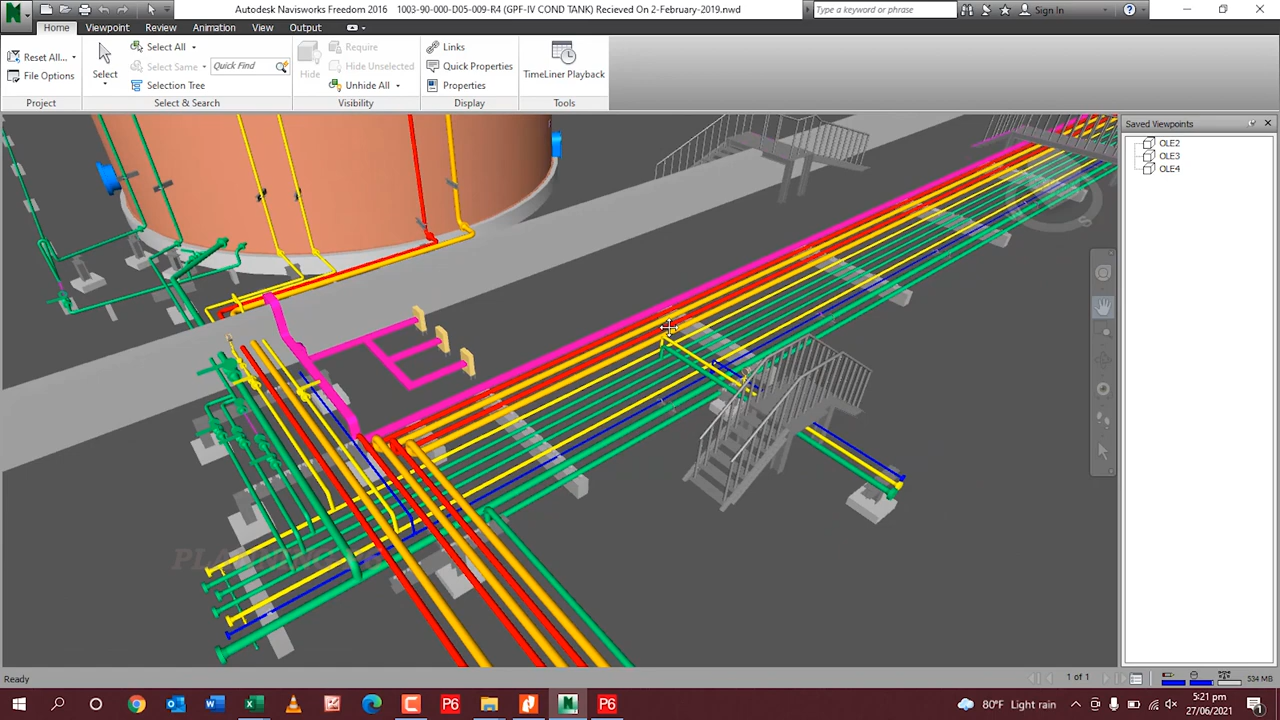 Autodesk Navisworks Freedom 2016 1003-90-000-D05-009-R4 (GPF-IV COND TANK) Recieved On 2-February-2019.nwd
Type a keyword or phrase
Sign In
Home Viewpoint Review Animation Output
Reset All...
File Options
Project
Select
Select All
Select Same
Selection Tree
Quick Find
Select & Search
Hide
Require
Hide Unselected
Unhide All
Visibility
Links
Quick Properties
Properties
Display
TimeLiner Playback
Tools
Saved Viewpoints
OLE2
OLE3
OLE4
Ready
1 of 1
534 MB
80°F Light rain
5:21 pm
27/06/2021